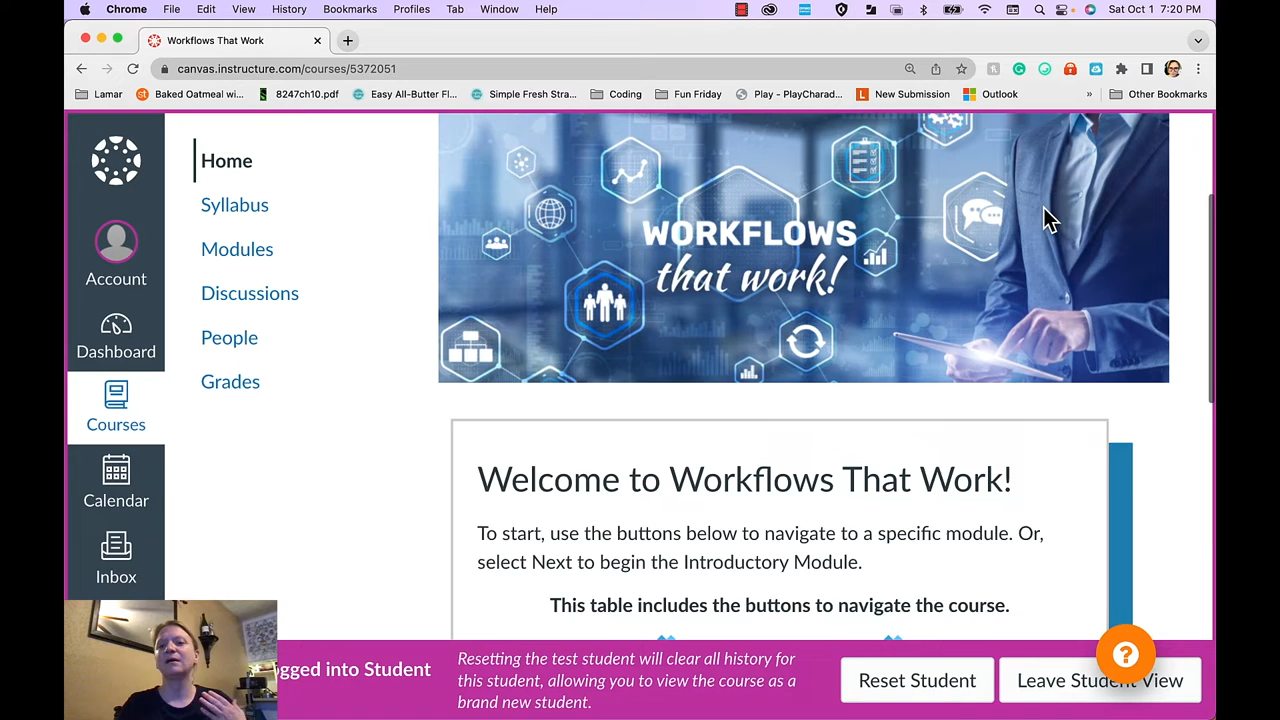 Chrome File Edit View History Bookmarks Profiles Tab Window Help Sat Oct 1 7:20 PM
Workflows That Work
canvas.instructure.com/courses/5372051
Lamar Baked Oatmeal wi... 8247ch10.pdf Easy All-Butter Fl... Simple Fresh Stra... Coding Fun Friday Play - PlayCharad... New Submission Outlook » Other Bookmarks
Account
Dashboard
Courses
Calendar
Inbox
Home
Syllabus
Modules
Discussions
People
Grades
WORKFLOWS
that work!
Welcome to Workflows That Work!
To start, use the buttons below to navigate to a specific module. Or,
select Next to begin the Introductory Module.
This table includes the buttons to navigate the course.
into Student
Resetting the test student will clear all history for
this student, allowing you to view the course as a
brand new student.
Reset Student
Leave Student View